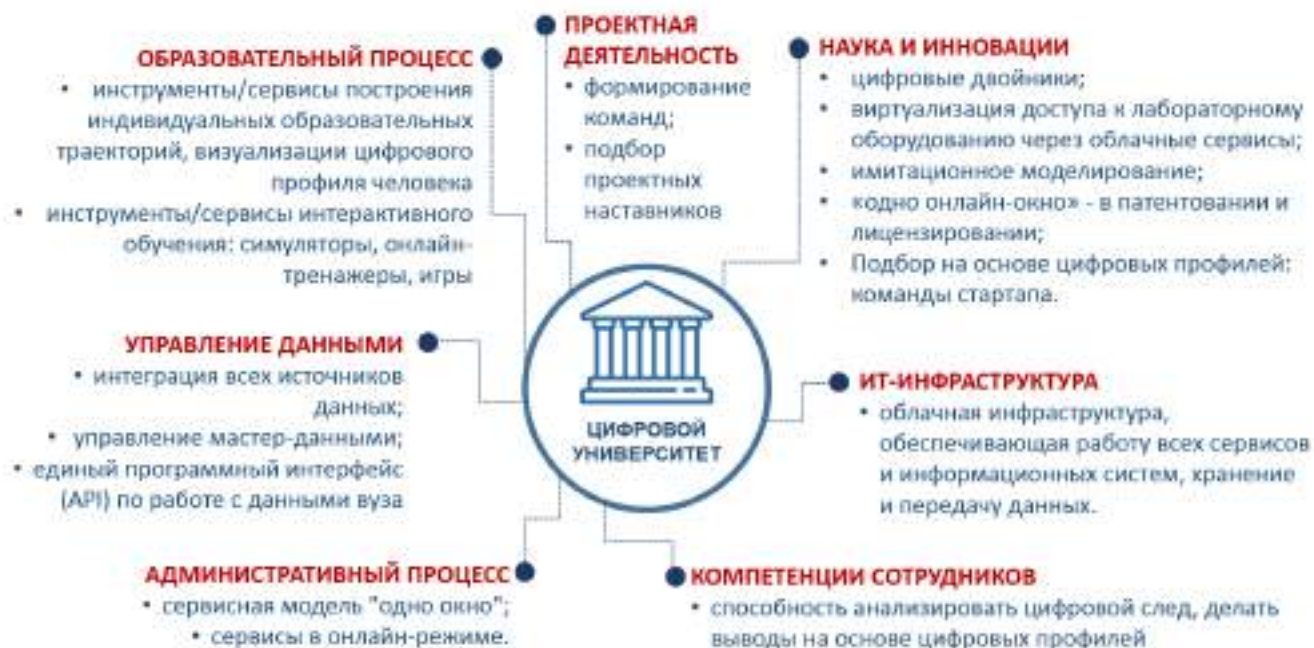 ОБРАЗОВАТЕЛЬНЫЙ ПРОЦЕСС
• инструменты/сервисы построения
индивидуальных образовательных
траекторий, визуализации цифрового
профиля человека
• инструменты/сервисы интерактивного
обучения: симуляторы, онлайн-
тренажеры, игры
ПРОЕКТНАЯ
ДЕЯТЕЛЬНОСТЬ
• формирование
команд;
• подбор
проектных
наставников
НАУКА И ИННОВАЦИИ
• цифровые двойники;
• виртуализация доступа к лабораторному
оборудованию через облачные сервисы;
• имитационное моделирование;
• «одно онлайн-окно» - в патентовании и
лицензировании;
• Подбор на основе цифровых профилей:
команды стартапа.
УПРАВЛЕНИЕ ДАННЫМИ
• интеграция всех источников
данных;
• управление мастер-данными;
• единый программный интерфейс
(API) по работе с данными вуза
ЦИФРОВОЙ
УНИВЕРСИТЕТ
ИТ-ИНФРАСТРУКТУРА
• облачная инфраструктура,
обеспечивающая работу всех сервисов
и информационных систем, хранение
и передачу данных.
АДМИНИСТРАТИВНЫЙ ПРОЦЕСС
• сервисная модель "одно окно";
• сервисы в онлайн-режиме.
КОМПЕТЕНЦИИ СОТРУДНИКОВ
• способность анализировать цифровой след, делать
выводы на основе цифровых профилей